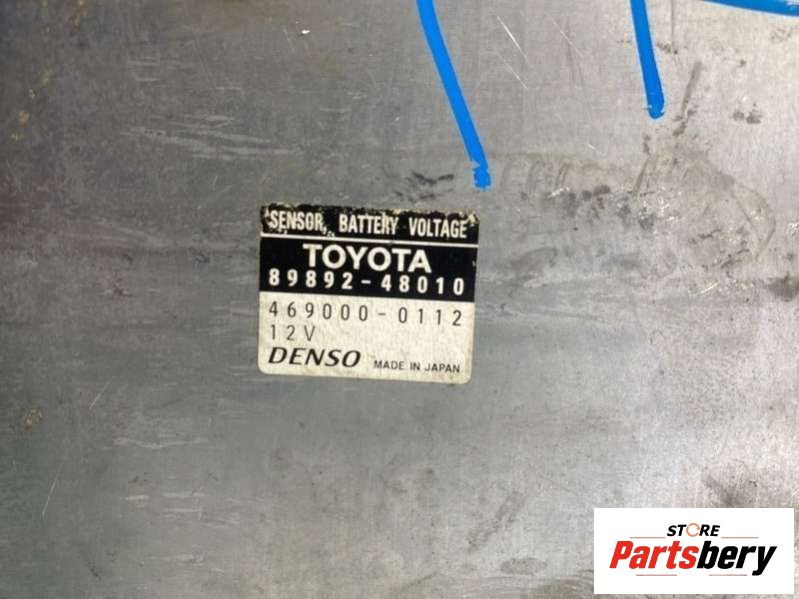 SENSOR, BATTERY VOLTAGE
TOYOTA
89892-48010
469000-0112
12V
DENSO MADE IN JAPAN
STORE
Partsbery